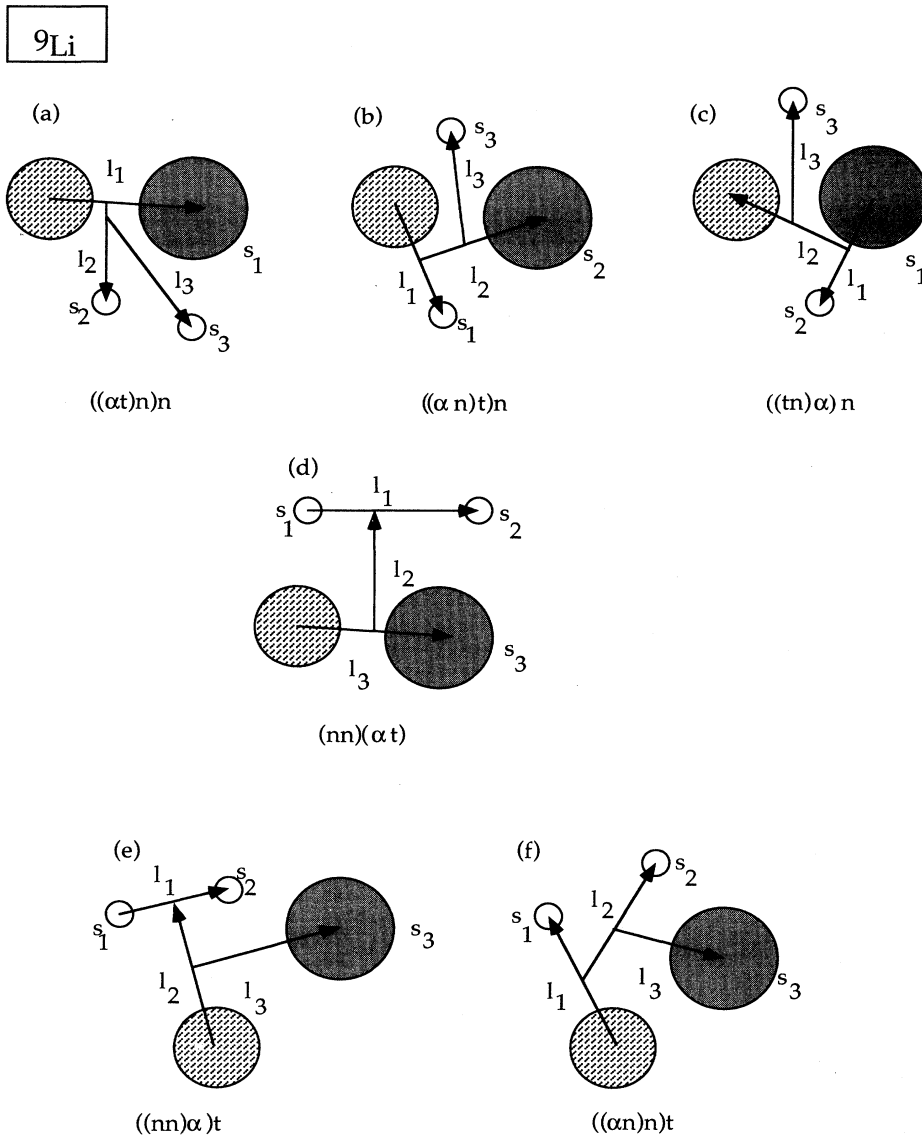 ⁹Li
(a)
l₁
s₁
l₂
l₃
s₂
s₃
((αt)n)n
(b)
s₃
l₃
s₂
l₁
l₂
s₁
((α n)t)n
(c)
s₃
l₃
l₂
s₁
l₁
s₂
((tn)α) n
(d)
l₁
s₁
s₂
l₂
s₃
l₃
(nn)(α t)
(e)
l₁
s₂
s₁
s₃
l₂
l₃
((nn)α )t
(f)
s₂
s₁
l₂
l₁
l₃
s₃
((αn)n)t